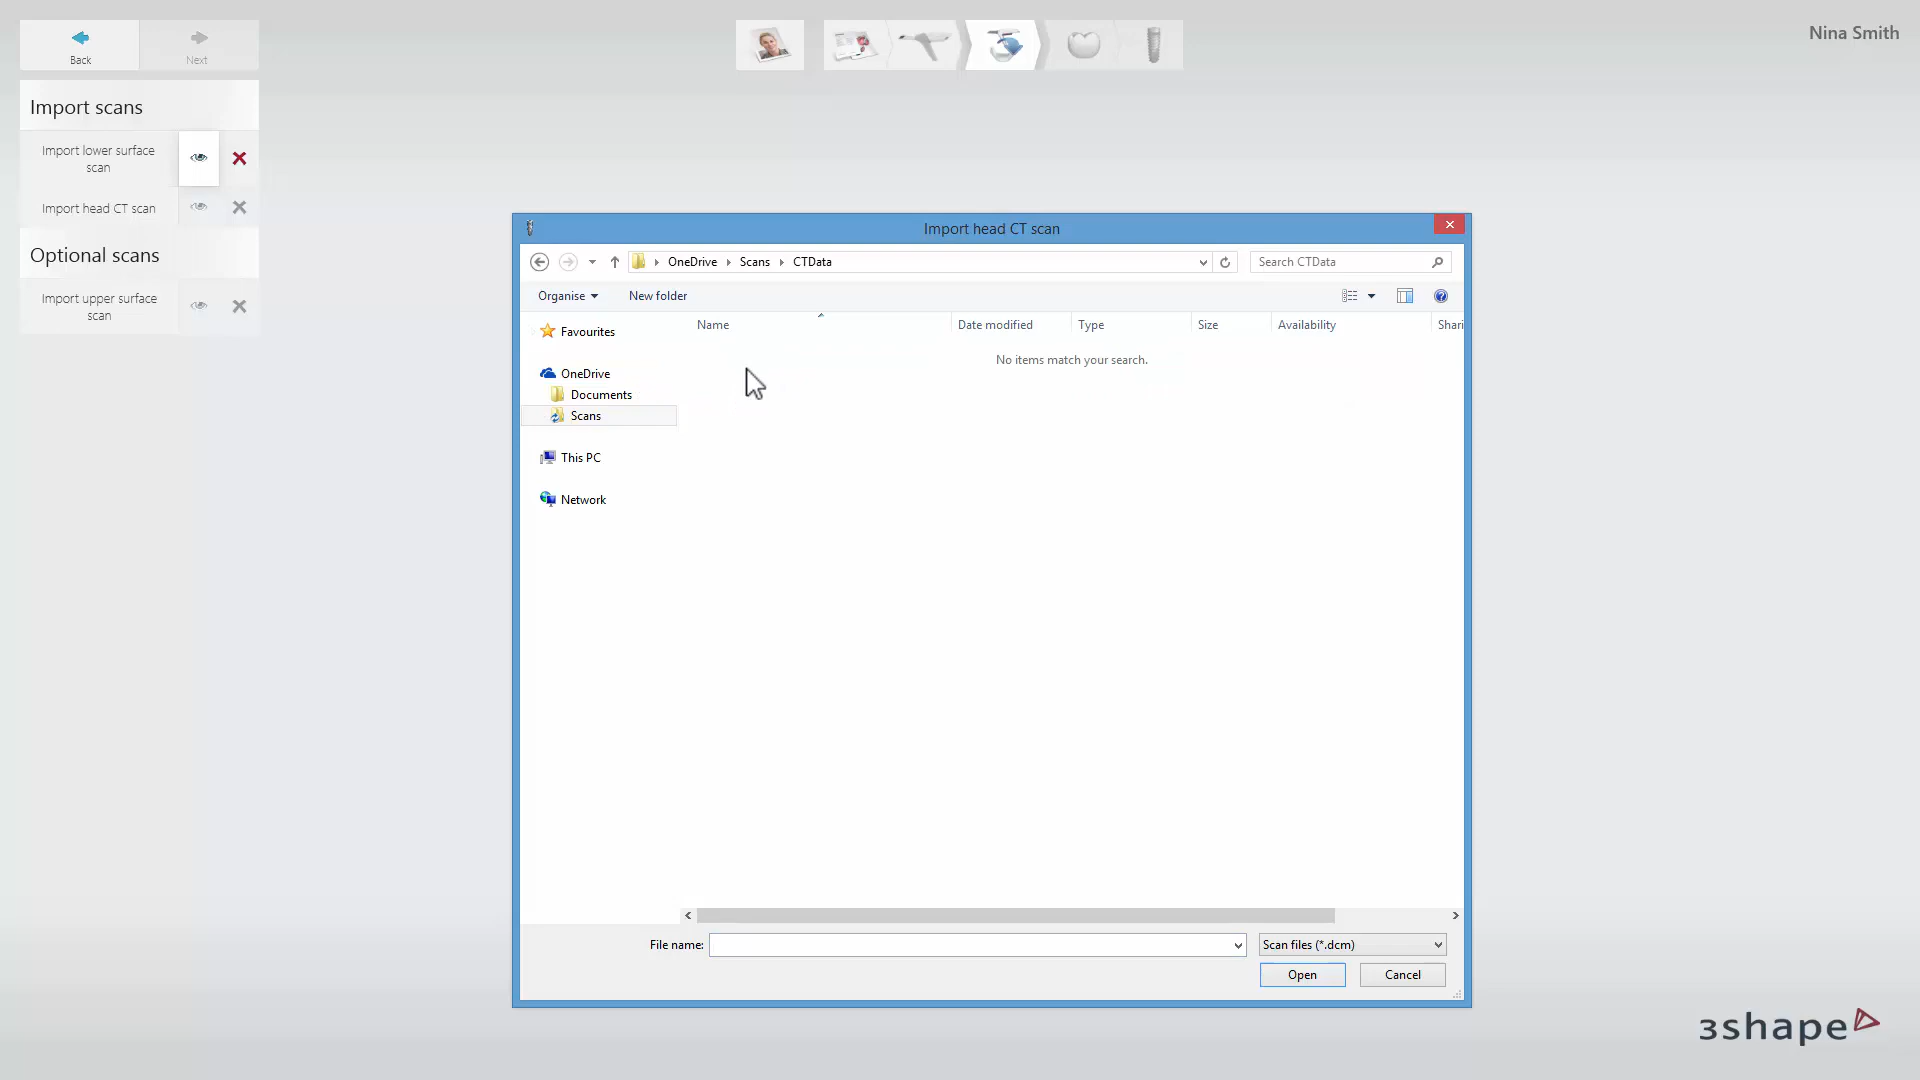 Back
Next
Nina Smith
Import scans
Import lower surface
scan
Import head CT scan
Optional scans
Import upper surface
scan
Import head CT scan
OneDrive
Scans
CTData
Search CTData
Organise
New folder
Name
Date modified
Type
Size
Availability
Shari
No items match your search.
Favourites
OneDrive
Documents
Scans
This PC
Network
File name:
Scan files (*.dcm)
Open
Cancel
3shape